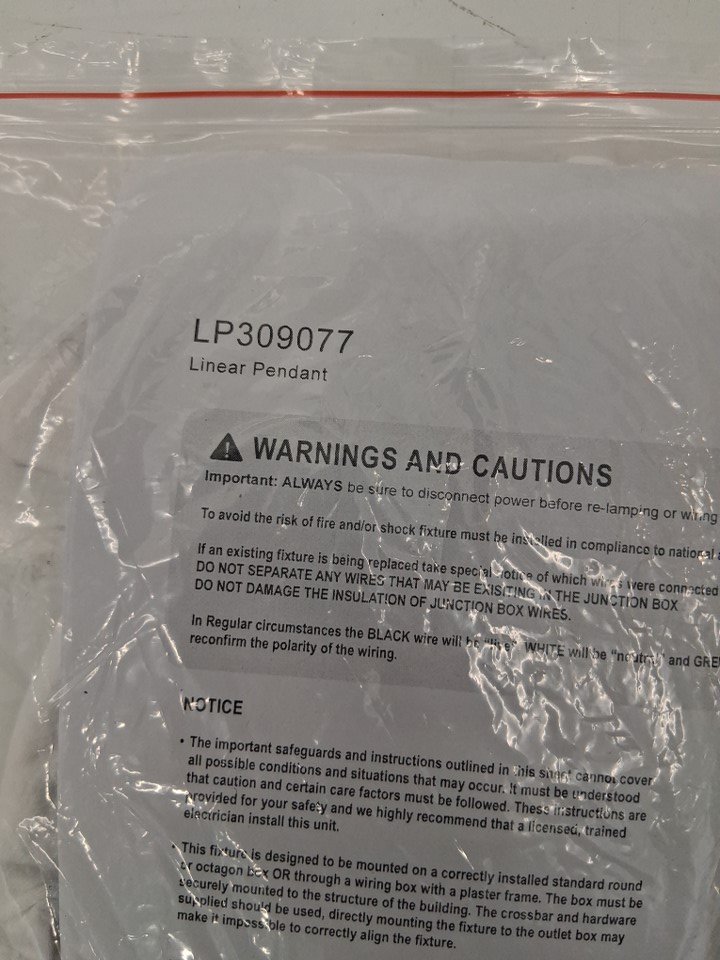 LP309077
Linear Pendant
WARNINGS AND CAUTIONS
Important: ALWAYS be sure to disconnect power before re-lamping or wiring
To avoid the risk of fire and/or shock fixture must be installed in compliance to national
If an existing fixture is being replaced take special notice of which wires were connected
DO NOT SEPARATE ANY WIRES THAT MAY BE EXISITING IN THE JUNCTION BOX
DO NOT DAMAGE THE INSULATION OF JUNCTION BOX WIRES.
In Regular circumstances the BLACK wire will be "live", WHITE will be "neutral" and GRE
reconfirm the polarity of the wiring.
NOTICE
• The important safeguards and instructions outlined in this sheet cannot cover
all possible conditions and situations that may occur. It must be understood
that caution and certain care factors must be followed. These instructions are
provided for your safety and we highly recommend that a licensed, trained
electrician install this unit.
• This fixture is designed to be mounted on a correctly installed standard round
or octagon box OR through a wiring box with a plaster frame. The box must be
securely mounted to the structure of the building. The crossbar and hardware
supplied should be used, directly mounting the fixture to the outlet box may
make it impossible to correctly align the fixture.